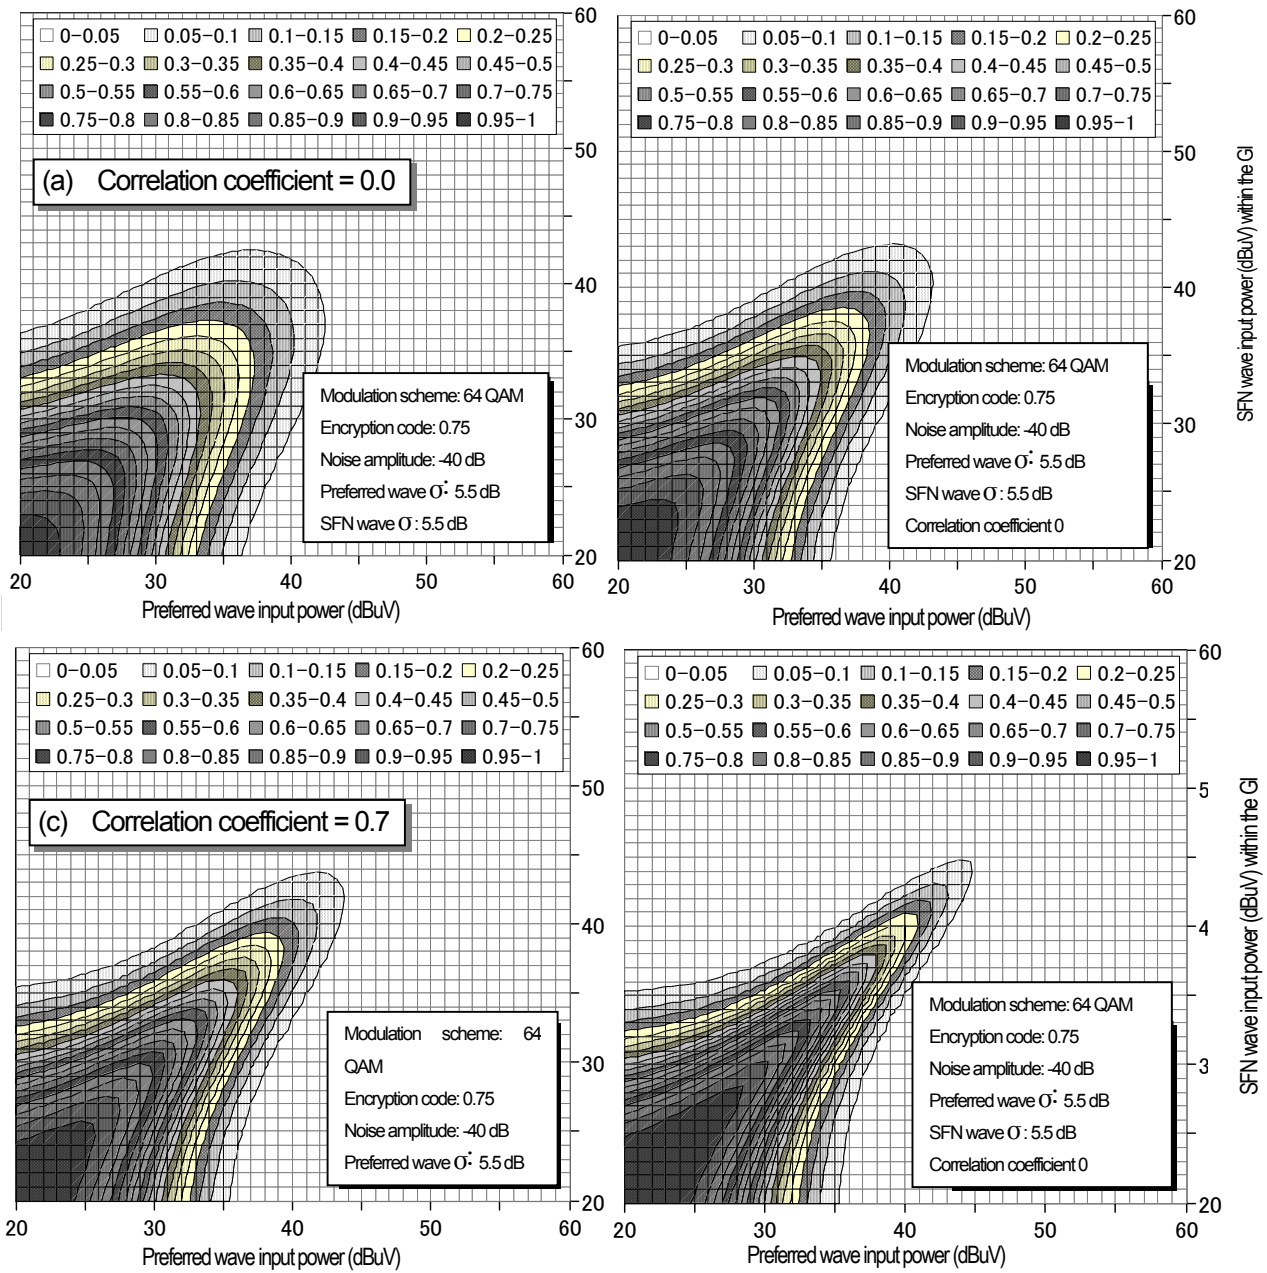 0-0.05 0.05-0.1 0.1-0.15 0.15-0.2 0.2-0.25
0.25-0.3 0.3-0.35 0.35-0.4 0.4-0.45 0.45-0.5
0.5-0.55 0.55-0.6 0.6-0.65 0.65-0.7 0.7-0.75
0.75-0.8 0.8-0.85 0.85-0.9 0.9-0.95 0.95-1
(a) Correlation coefficient = 0.0
Modulation scheme: 64 QAM
Encryption code: 0.75
Noise amplitude: -40 dB
Preferred wave σ: 5.5 dB
SFN wave σ: 5.5 dB
60
50
40
30
20
20 30 40 50 60
Preferred wave input power (dBuV)
0-0.05 0.05-0.1 0.1-0.15 0.15-0.2 0.2-0.25
0.25-0.3 0.3-0.35 0.35-0.4 0.4-0.45 0.45-0.5
0.5-0.55 0.55-0.6 0.6-0.65 0.65-0.7 0.7-0.75
0.75-0.8 0.8-0.85 0.85-0.9 0.9-0.95 0.95-1
Modulation scheme: 64 QAM
Encryption code: 0.75
Noise amplitude: -40 dB
Preferred wave σ: 5.5 dB
SFN wave σ: 5.5 dB
Correlation coefficient 0
60
50
40
30
20
SFN wave input power (dBuV) within the GI
20 30 40 50 60
Preferred wave input power (dBuV)
0-0.05 0.05-0.1 0.1-0.15 0.15-0.2 0.2-0.25
0.25-0.3 0.3-0.35 0.35-0.4 0.4-0.45 0.45-0.5
0.5-0.55 0.55-0.6 0.6-0.65 0.65-0.7 0.7-0.75
0.75-0.8 0.8-0.85 0.85-0.9 0.9-0.95 0.95-1
(c) Correlation coefficient = 0.7
Modulation scheme: 64
QAM
Encryption code: 0.75
Noise amplitude: -40 dB
Preferred wave σ: 5.5 dB
60
50
40
30
20
20 30 40 50 60
Preferred wave input power (dBuV)
0-0.05 0.05-0.1 0.1-0.15 0.15-0.2 0.2-0.25
0.25-0.3 0.3-0.35 0.35-0.4 0.4-0.45 0.45-0.5
0.5-0.55 0.55-0.6 0.6-0.65 0.65-0.7 0.7-0.75
0.75-0.8 0.8-0.85 0.85-0.9 0.9-0.95 0.95-1
Modulation scheme: 64 QAM
Encryption code: 0.75
Noise amplitude: -40 dB
Preferred wave σ: 5.5 dB
SFN wave σ: 5.5 dB
Correlation coefficient 0
60
5
4
3
20
SFN wave input power (dBuV) within the GI
20 30 40 50 60
Preferred wave input power (dBuV)